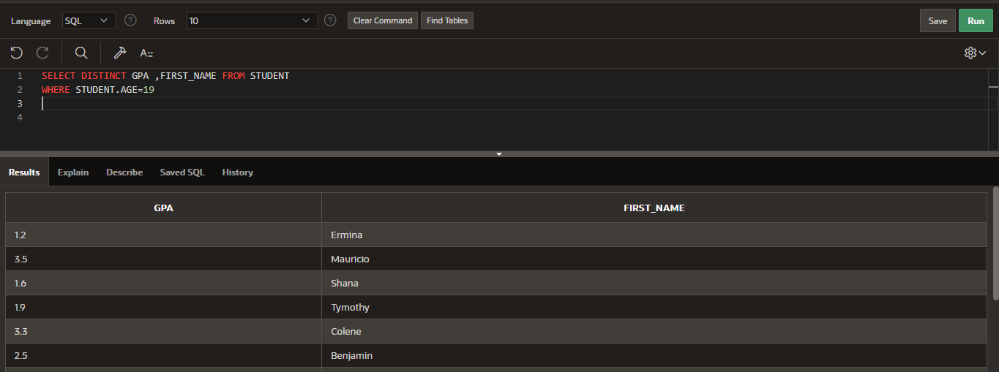 Language SQL ? Rows 10 ? Clear Command Find Tables Save Run
A::
1 SELECT DISTINCT GPA ,FIRST_NAME FROM STUDENT
2 WHERE STUDENT.AGE=19
3
4
Results Explain Describe Saved SQL History
GPA FIRST_NAME
1.2 Ermina
3.5 Mauricio
1.6 Shana
1.9 Tymothy
3.3 Colene
2.5 Benjamin